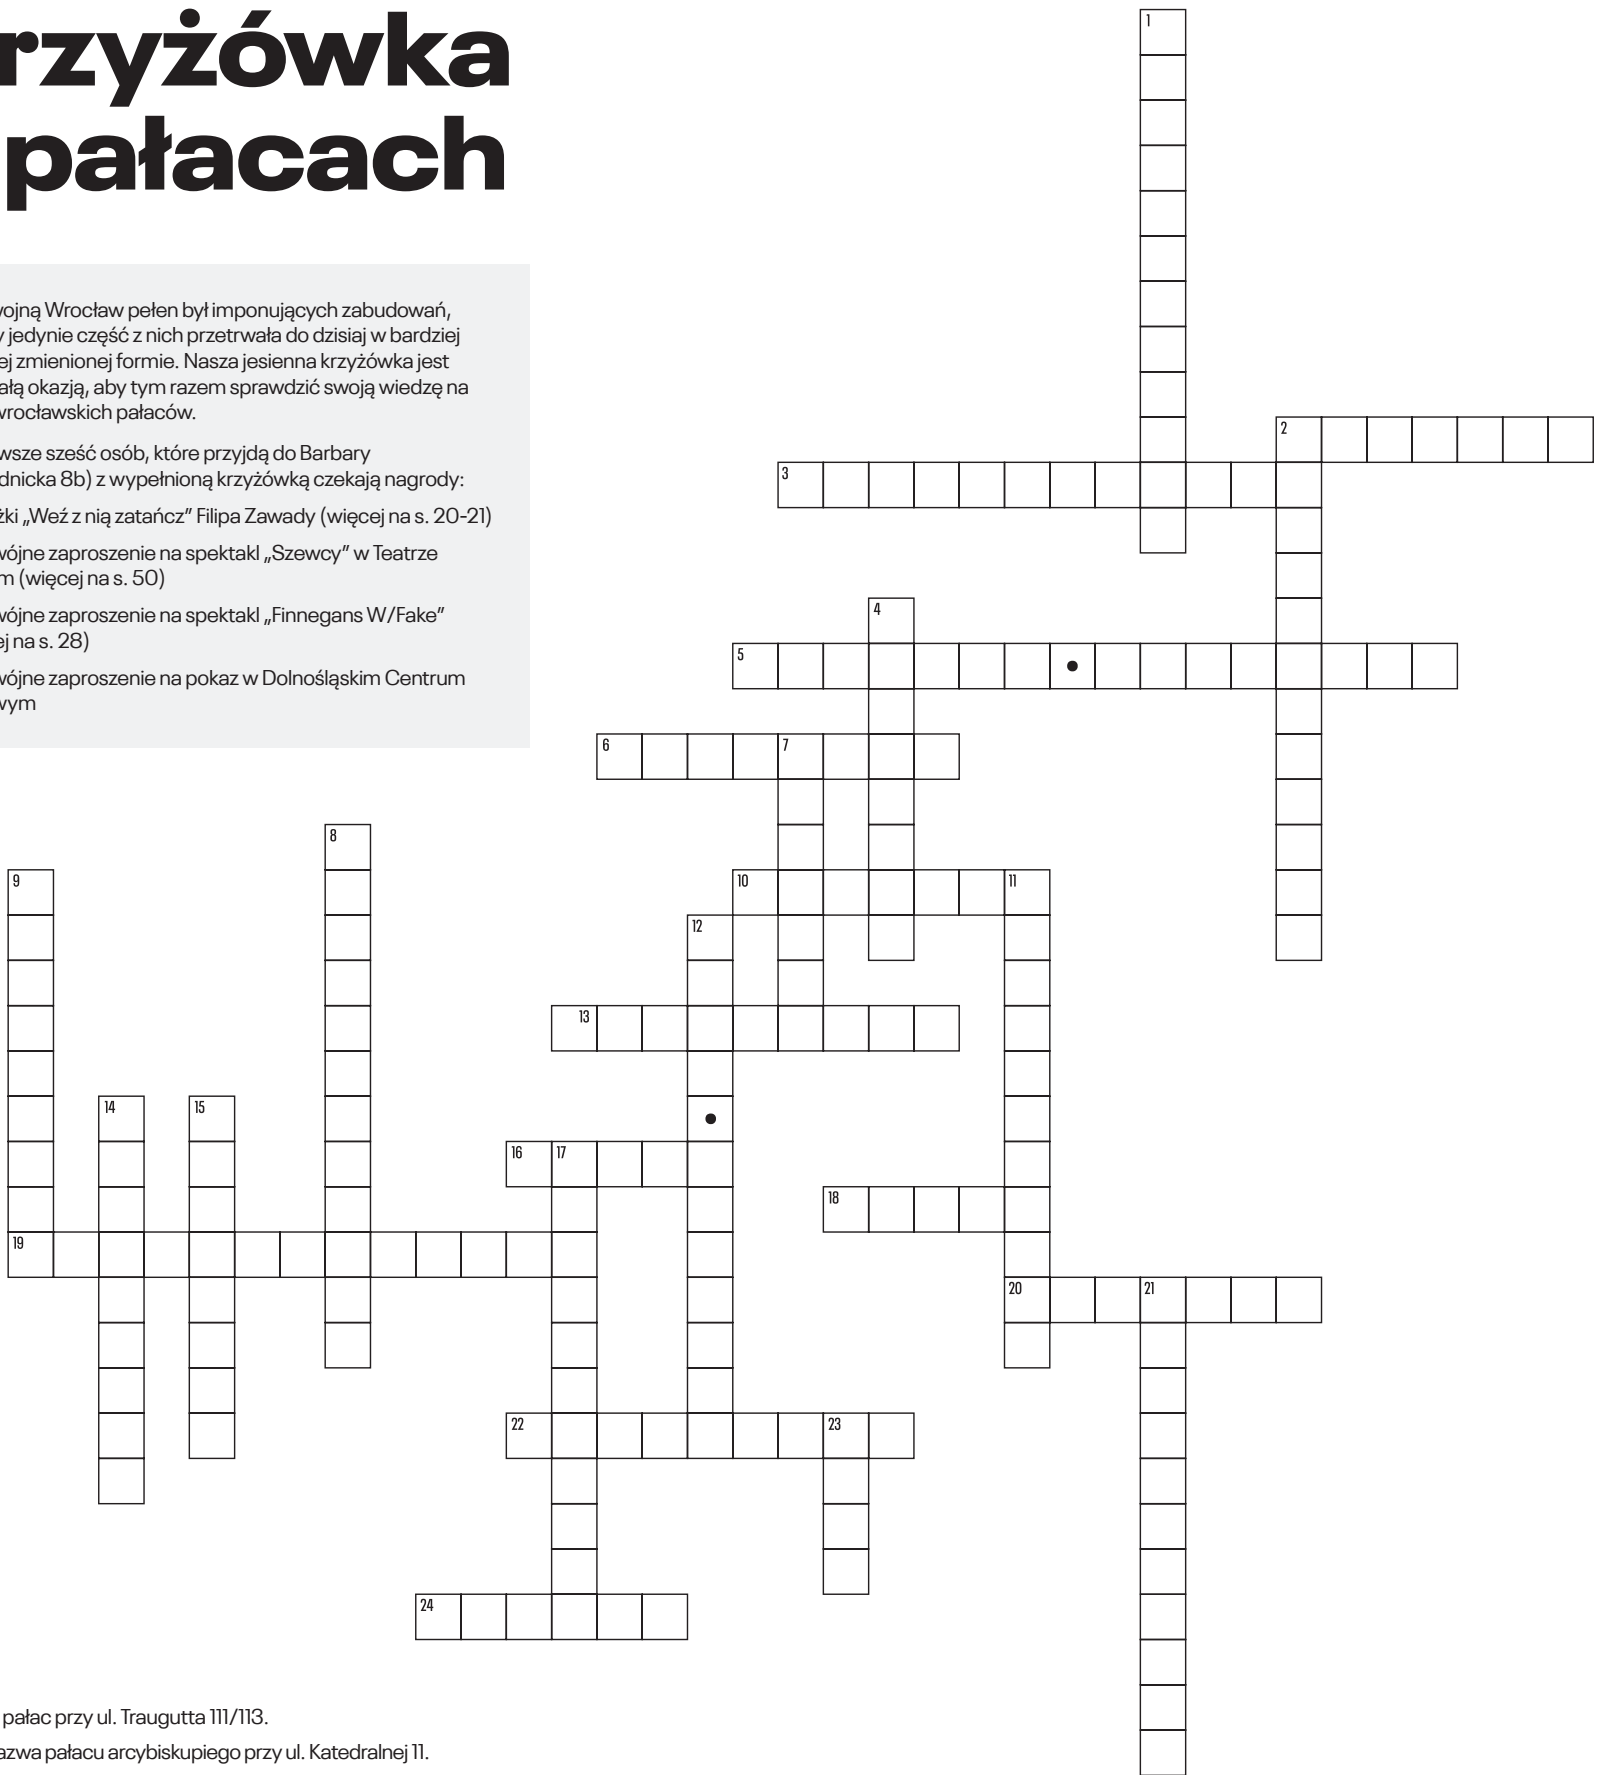 rzyżówka
pałacach
wojną Wrocław pełen był imponujących zabudowań,
y jedynie część z nich przetrwała do dzisiaj w bardziej
ej zmienionej formie. Nasza jesienna krzyżówka jest
ałą okazją, aby tym razem sprawdzić swoją wiedzę na
wrocławskich pałaców.
wsze sześć osób, które przyjdą do Barbary
dnicka 8b) z wypełnioną krzyżówką czekają nagrody:
żki „Weź z nią zatańcz” Filipa Zawady (więcej na s. 20-21)
wójne zaproszenie na spektakl „Szewcy” w Teatrze
m (więcej na s. 50)
wójne zaproszenie na spektakl „Finnegans W/Fake”
ej na s. 28)
wójne zaproszenie na pokaz w Dolnośląskim Centrum
wym
1
2
3
4
5
6
7
8
9
10
11
12
13
14
15
16
17
18
19
20
21
22
23
24
pałac przy ul. Traugutta 111/113.
azwa pałacu arcybiskupiego przy ul. Katedralnej 11.